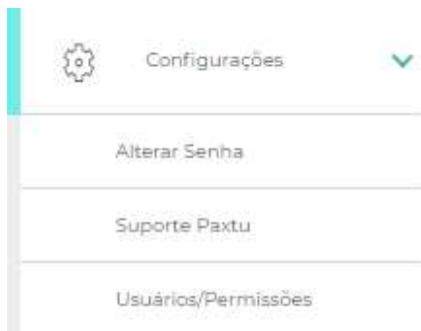 Configurações
Alterar Senha
Suporte Paxtu
Usuários/Permissões